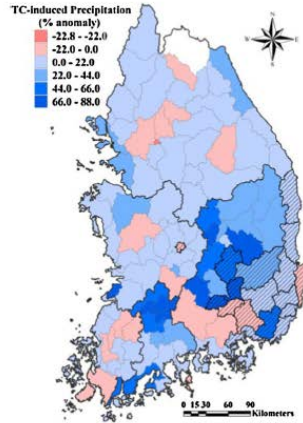 TC-induced Precipitation
(% anomaly)
-22.8 - -22.0
-22.0 - 0.0
0.0 - 22.0
22.0 - 44.0
44.0 - 66.0
66.0 - 88.0
N
W E
S
0 15 30 60 90
Kilometers